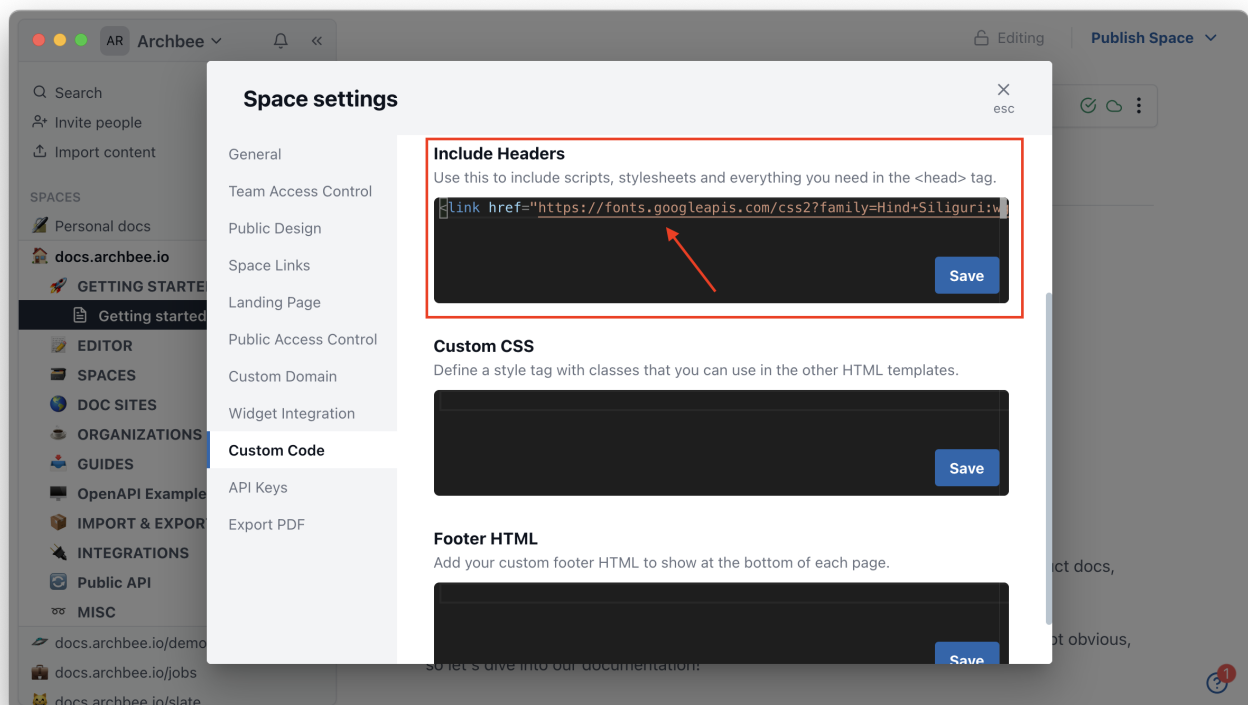 AR Archbee
Editing
Publish Space
Search
Invite people
Import content
SPACES
Personal docs
docs.archbee.io
GETTING STARTE
Getting started
EDITOR
SPACES
DOC SITES
ORGANIZATIONS
GUIDES
OpenAPI Example
IMPORT & EXPOR
INTEGRATIONS
Public API
MISC
docs.archbee.io/demo
docs.archbee.io/jobs
docs.archbee.io/slate
Space settings
esc
General
Team Access Control
Public Design
Space Links
Landing Page
Public Access Control
Custom Domain
Widget Integration
Custom Code
API Keys
Export PDF
Include Headers
Use this to include scripts, stylesheets and everything you need in the <head> tag.
<link href="https://fonts.googleapis.com/css2?family=Hind+Siliguri:w
Save
Custom CSS
Define a style tag with classes that you can use in the other HTML templates.
Save
Footer HTML
Add your custom footer HTML to show at the bottom of each page.
Save
ct docs,
ot obvious,
so let's dive into our documentation!
1